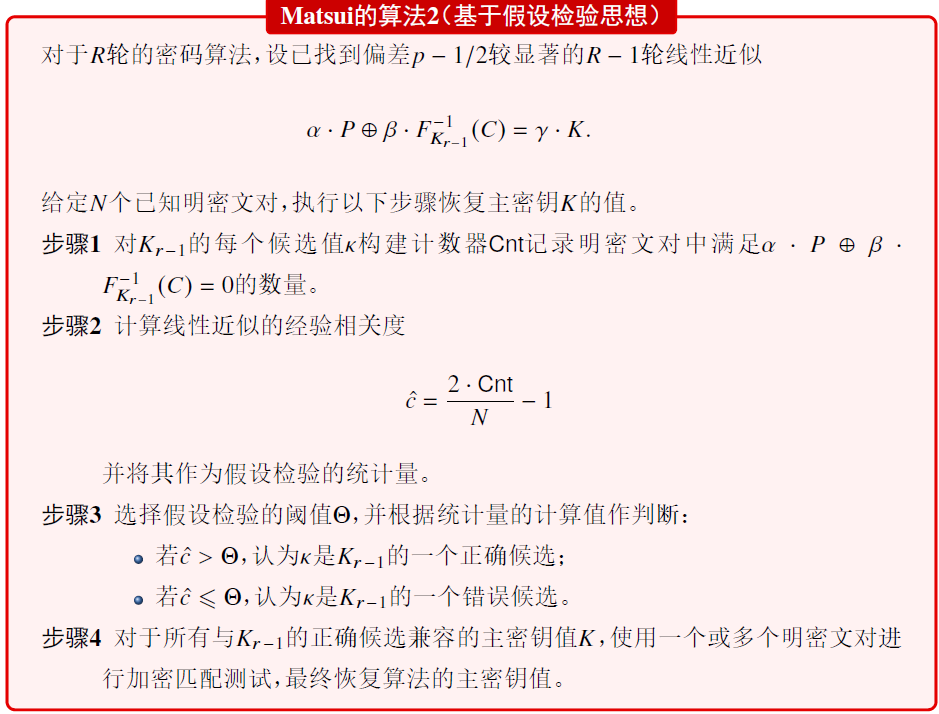 Matsui的算法2（基于假设检验思想）
对于R轮的密码算法，设已找到偏差p − 1/2较显著的R − 1轮线性近似
α · P ⊕ β · F_{K_{r−1}}^{−1}(C) = γ · K.
给定N个已知明密文对，执行以下步骤恢复主密钥K的值。
步骤1 对K_{r−1}的每个候选值κ构建计数器Cnt记录明密文对中满足α · P ⊕ β ·
F_{K_{r−1}}^{−1}(C) = 0的数量。
步骤2 计算线性近似的经验相关度
ĉ = \frac{2 · Cnt}{N} − 1
并将其作为假设检验的统计量。
步骤3 选择假设检验的阈值Θ，并根据统计量的计算值作判断：
• 若ĉ > Θ，认为κ是K_{r−1}的一个正确候选；
• 若ĉ ⩽ Θ，认为κ是K_{r−1}的一个错误候选。
步骤4 对于所有与K_{r−1}的正确候选兼容的主密钥值K，使用一个或多个明密文对进
行加密匹配测试，最终恢复算法的主密钥值。